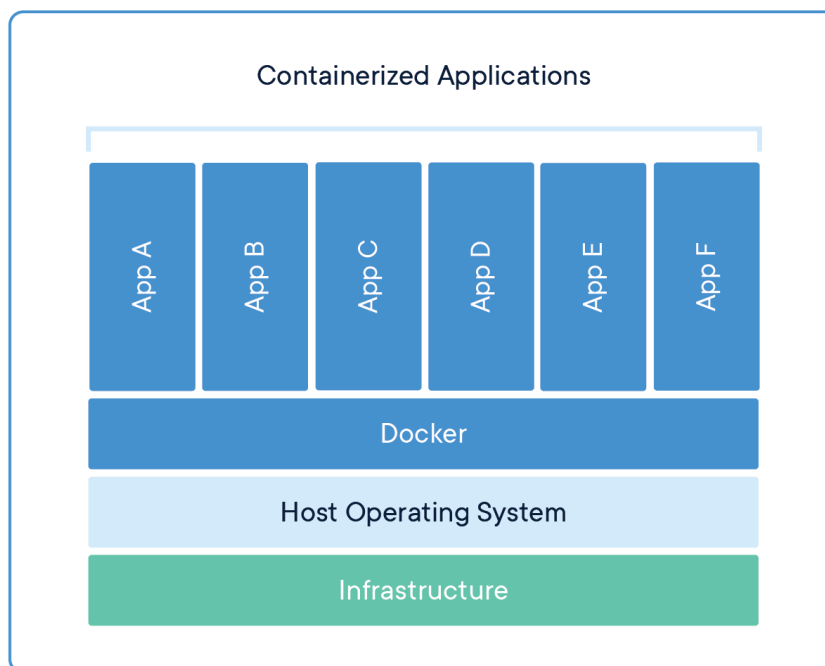 Containerized Applications
App A
App B
App C
App D
App E
App F
Docker
Host Operating System
Infrastructure